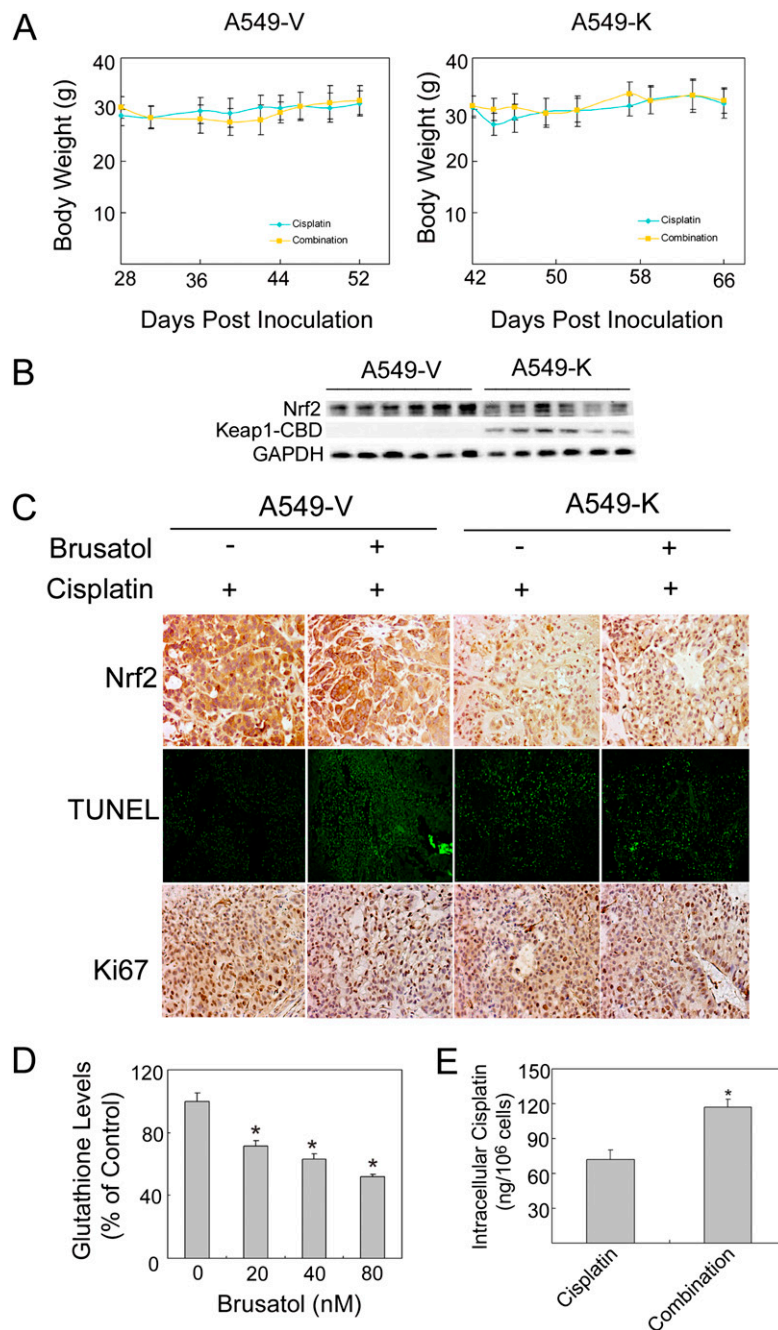 A
A549-V
A549-K
Body Weight (g)
40
30
20
10
Cisplatin
Combination
28 36 44 52
Days Post Inoculation
Body Weight (g)
40
30
20
10
Cisplatin
Combination
42 50 58 66
Days Post Inoculation
B
A549-V A549-K
Nrf2
Keap1-CBD
GAPDH
C
A549-V A549-K
Brusatol - + - +
Cisplatin + + + +
Nrf2
TUNEL
Ki67
D
Glutathione Levels
(% of Control)
120
80
40
0
* * *
0 20 40 80
Brusatol (nM)
E
Intracellular Cisplatin
(ng/10⁶ cells)
150
120
90
60
30
*
Cisplatin
Combination